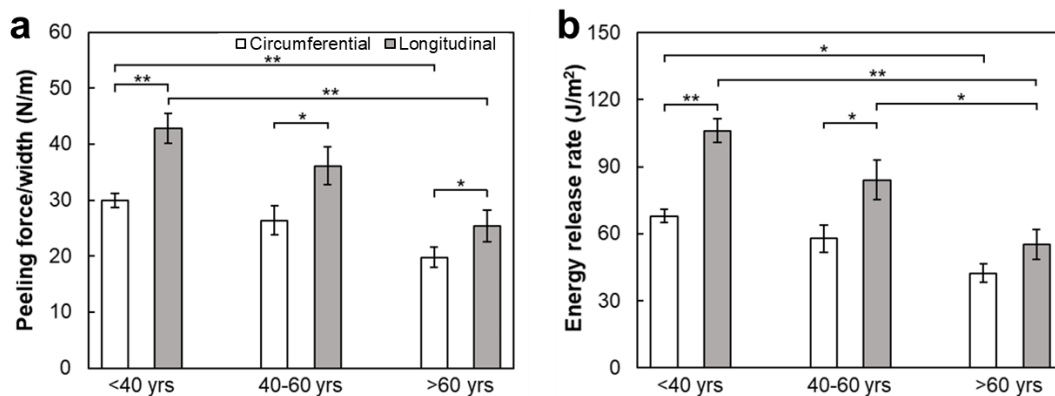 a
Peeling force/width (N/m)
60
50
40
30
20
10
0
Circumferential
Longitudinal
**
**
**
*
*
<40 yrs
40-60 yrs
>60 yrs
b
Energy release rate (J/m²)
150
120
90
60
30
0
*
**
**
*
*
<40 yrs
40-60 yrs
>60 yrs